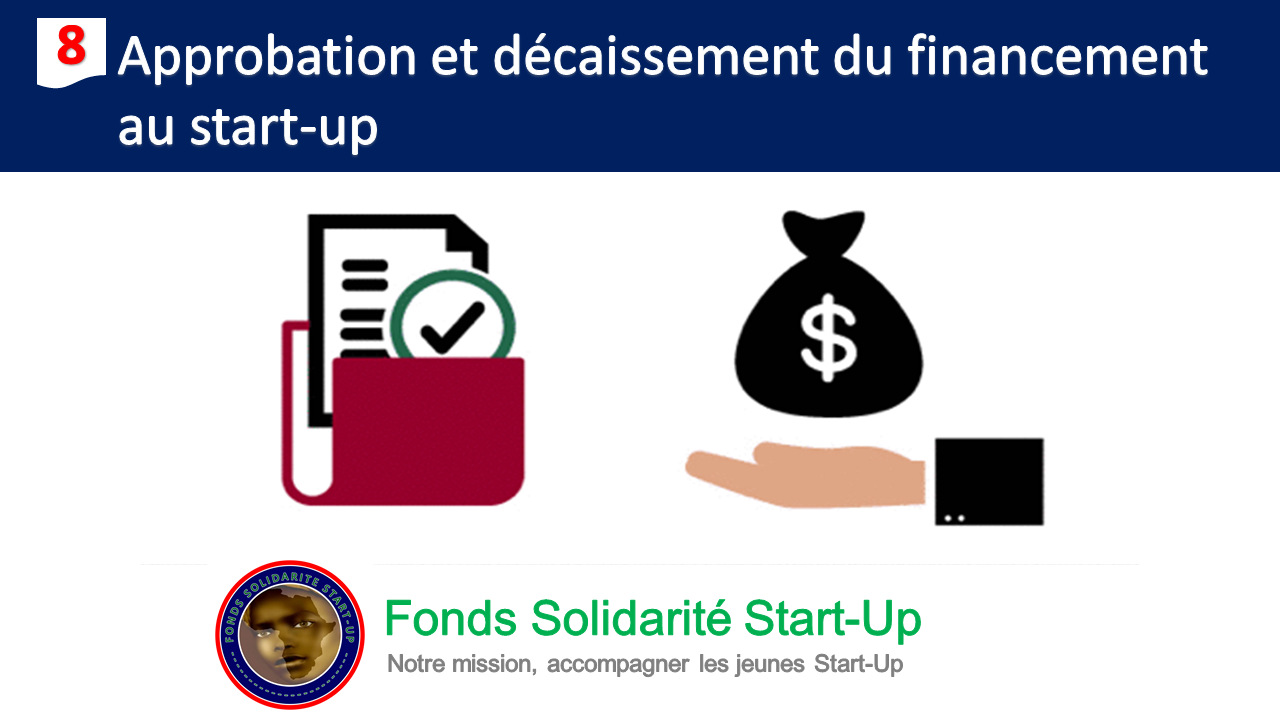 8
Approbation et décaissement du financement
au start-up
$
FONDS SOLIDARITE START-UP
Fonds Solidarité Start-Up
Notre mission, accompagner les jeunes Start-Up